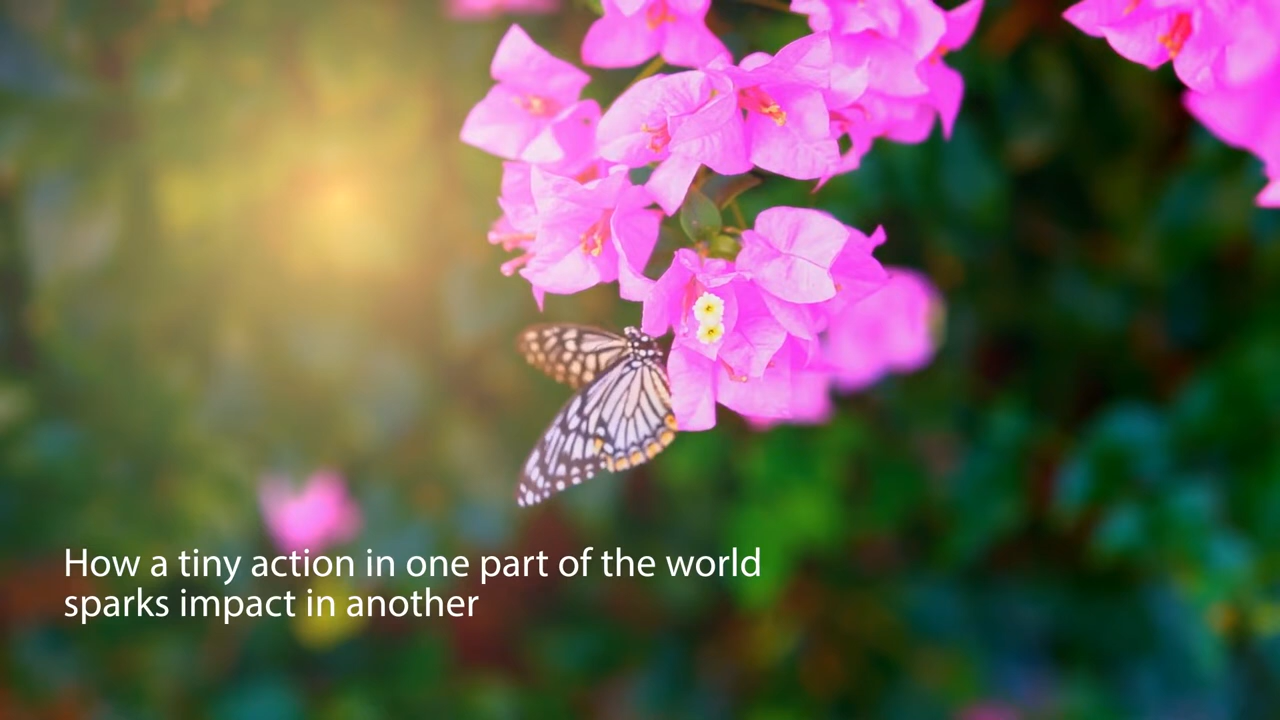 How a tiny action in one part of the world
sparks impact in another